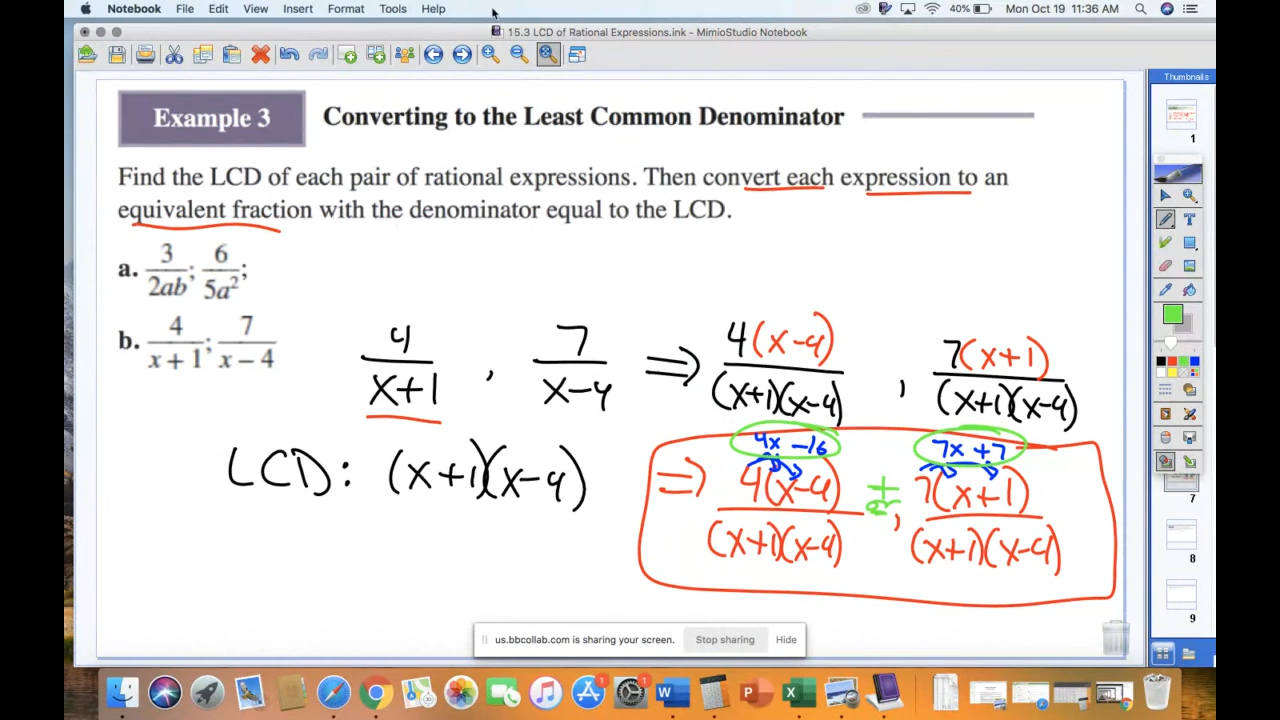 Notebook File Edit View Insert Format Tools Help 40% Mon Oct 19 11:36 AM
15.3 LCD of Rational Expressions.ink - MimioStudio Notebook
Thumbnails
Example 3 Converting to the Least Common Denominator
Find the LCD of each pair of rational expressions. Then convert each expression to an
equivalent fraction with the denominator equal to the LCD.
a. 3/2ab; 6/5a²;
b. 4/x + 1; 7/x − 4
4/x+1 , 7/x-4 ⇒ 4(x-4)/(x+1)(x-4) , 7(x+1)/(x+1)(x-4)
4x -16 7x +7
LCD: (x+1)(x-4) ⇒ 4(x-4)/(x+1)(x-4) ± or , 7(x+1)/(x+1)(x-4)
1
7
8
9
us.bbcollab.com is sharing your screen. Stop sharing Hide